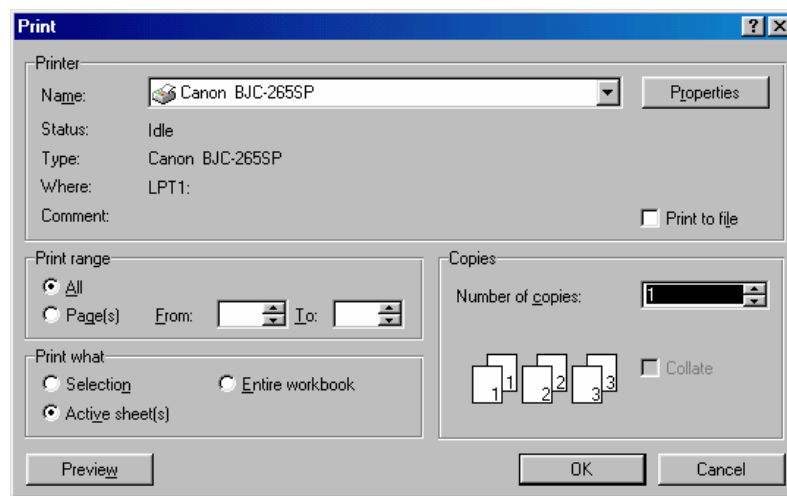 Print
Printer
Name: Canon BJC-265SP Properties
Status: Idle
Type: Canon BJC-265SP
Where: LPT1:
Comment: Print to file
Print range
All
Page(s) From: To:
Print what
Selection Entire workbook
Active sheet(s)
Copies
Number of copies: 1
1 1 2 2 3 3 Collate
Preview OK Cancel